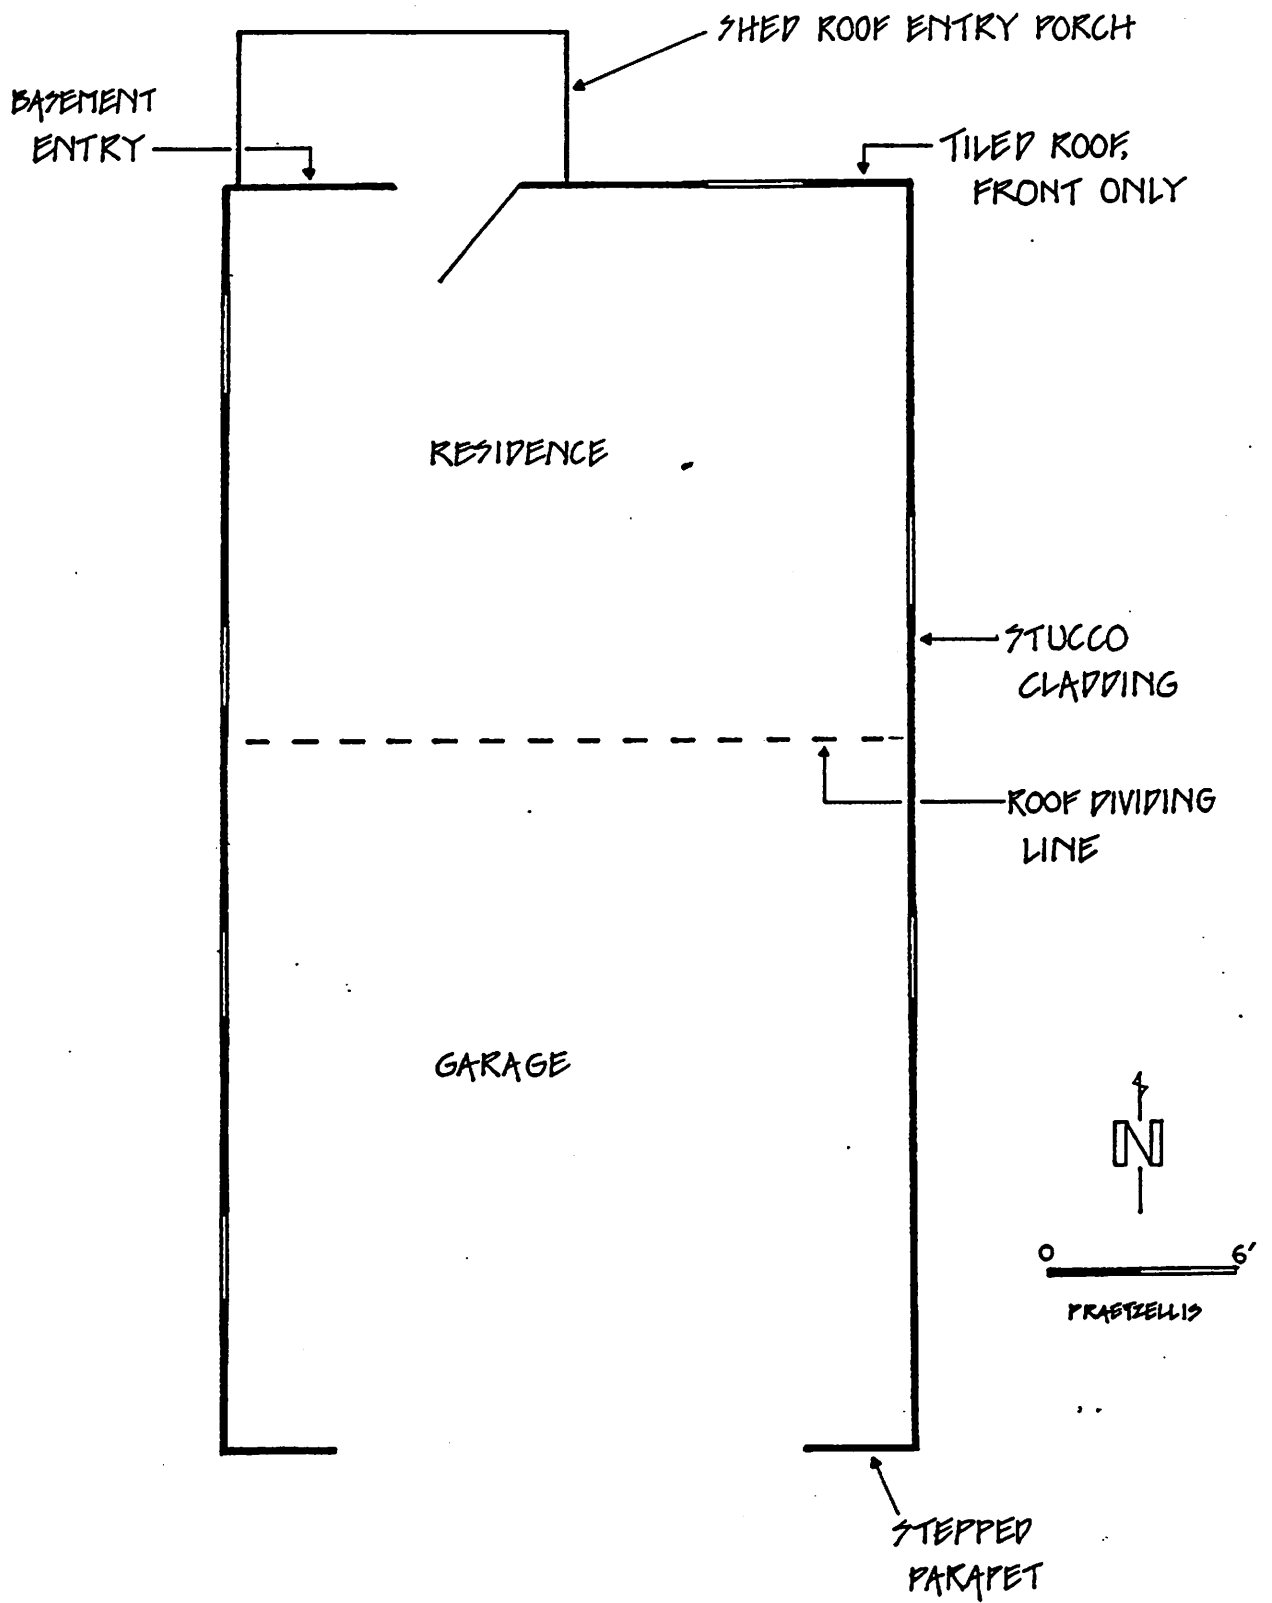 SHED ROOF ENTRY PORCH
BASEMENT
ENTRY
TILED ROOF,
FRONT ONLY
RESIDENCE
STUCCO
CLADDING
ROOF DIVIDING
LINE
GARAGE
N
0 6'
PRAETZELLIS
STEPPED
PARAPET